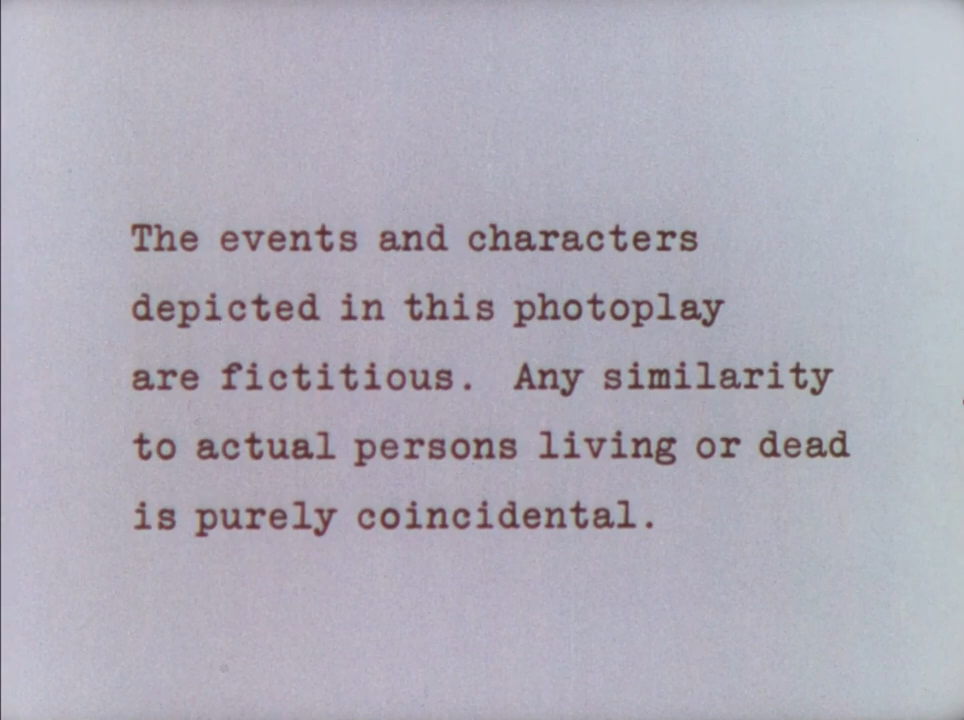 The events and characters
depicted in this photoplay
are fictitious.  Any similarity
to actual persons living or dead
is purely coincidental.